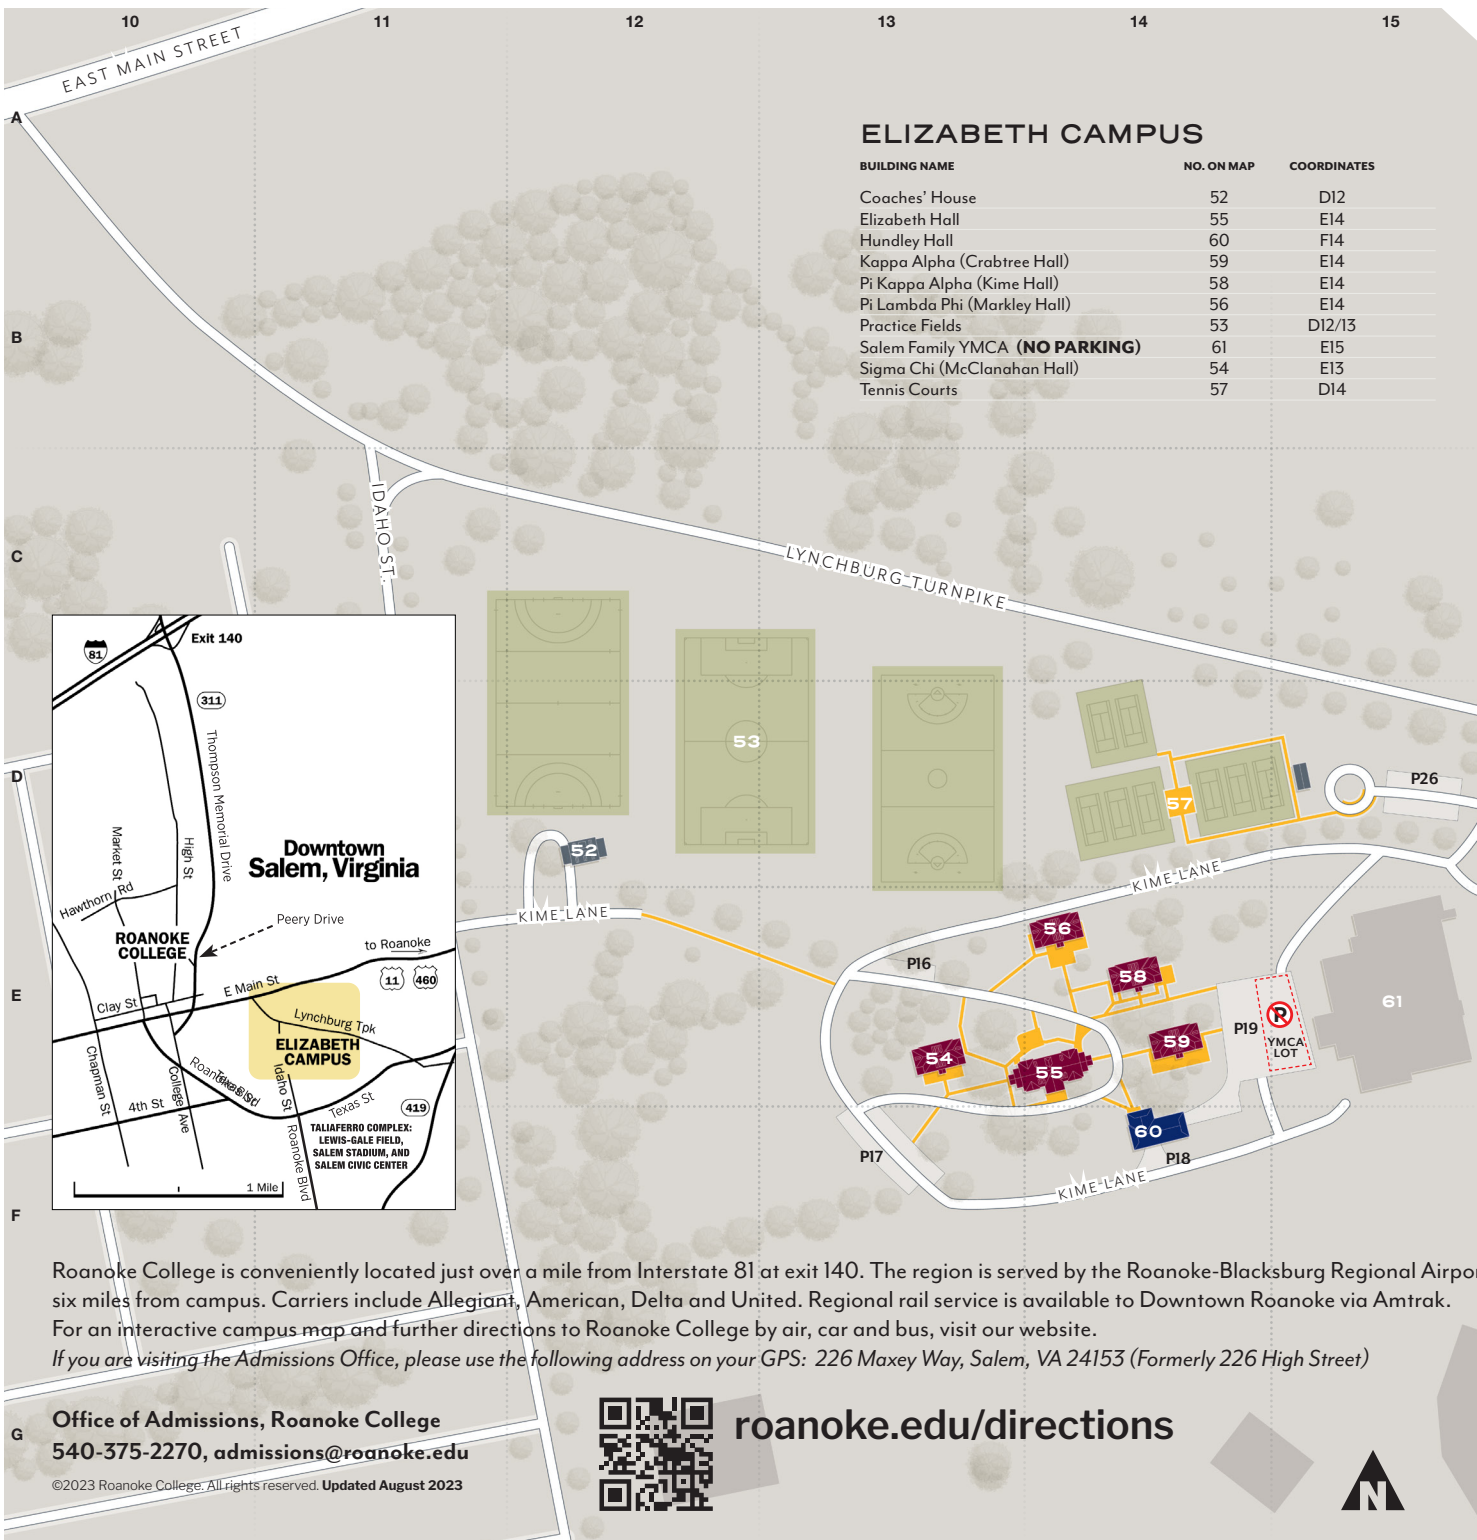 10 11 12 13 14 15
EAST MAIN STREET
A
ELIZABETH CAMPUS
BUILDING NAME NO. ON MAP COORDINATES
Coaches' House 52 D12
Elizabeth Hall 55 E14
Hundley Hall 60 F14
Kappa Alpha (Crabtree Hall) 59 E14
Pi Kappa Alpha (Kime Hall) 58 E14
Pi Lambda Phi (Markley Hall) 56 E14
Practice Fields 53 D12/13
Salem Family YMCA (NO PARKING) 61 E15
Sigma Chi (McClanahan Hall) 54 E13
Tennis Courts 57 D14
B
IDAHO ST.
C
LYNCHBURG TURNPIKE
81
Exit 140
311
Thompson Memorial Drive
Market St
High St
Downtown
Salem, Virginia
Hawthorn Rd
Peery Drive
ROANOKE
COLLEGE
to Roanoke
11 460
E Main St
Clay St
Lynchburg Tpk
ELIZABETH
CAMPUS
Chapman St
College Ave
Roanoke Blvd
Texas St
Idaho St
4th St
Texas St
419
Roanoke Blvd
TALIAFERRO COMPLEX:
LEWIS-GALE FIELD,
SALEM STADIUM, AND
SALEM CIVIC CENTER
1 Mile
53
D
57
P26
52
KIME LANE
KIME LANE
56
P16
58
E
61
P
P19
YMCA
LOT
59
54
55
60
P17
P18
KIME LANE
F
Roanoke College is conveniently located just over a mile from Interstate 81 at exit 140. The region is served by the Roanoke-Blacksburg Regional Airpor
six miles from campus. Carriers include Allegiant, American, Delta and United. Regional rail service is available to Downtown Roanoke via Amtrak.
For an interactive campus map and further directions to Roanoke College by air, car and bus, visit our website.
If you are visiting the Admissions Office, please use the following address on your GPS: 226 Maxey Way, Salem, VA 24153 (Formerly 226 High Street)
G
Office of Admissions, Roanoke College
540-375-2270, admissions@roanoke.edu
©2023 Roanoke College. All rights reserved. Updated August 2023
roanoke.edu/directions
N